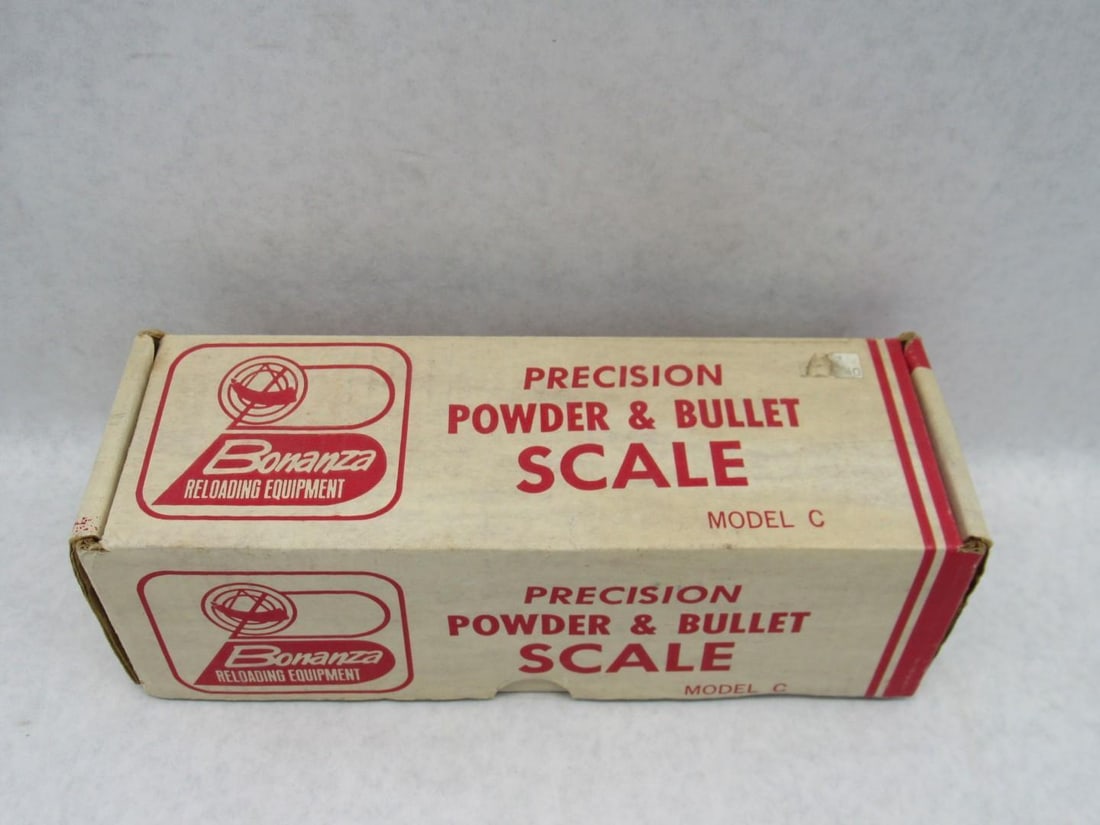 Bonanza
RELOADING EQUIPMENT
PRECISION
POWDER & BULLET
SCALE
MODEL C
Bonanza
RELOADING EQUIPMENT
PRECISION
POWDER & BULLET
SCALE
MODEL C